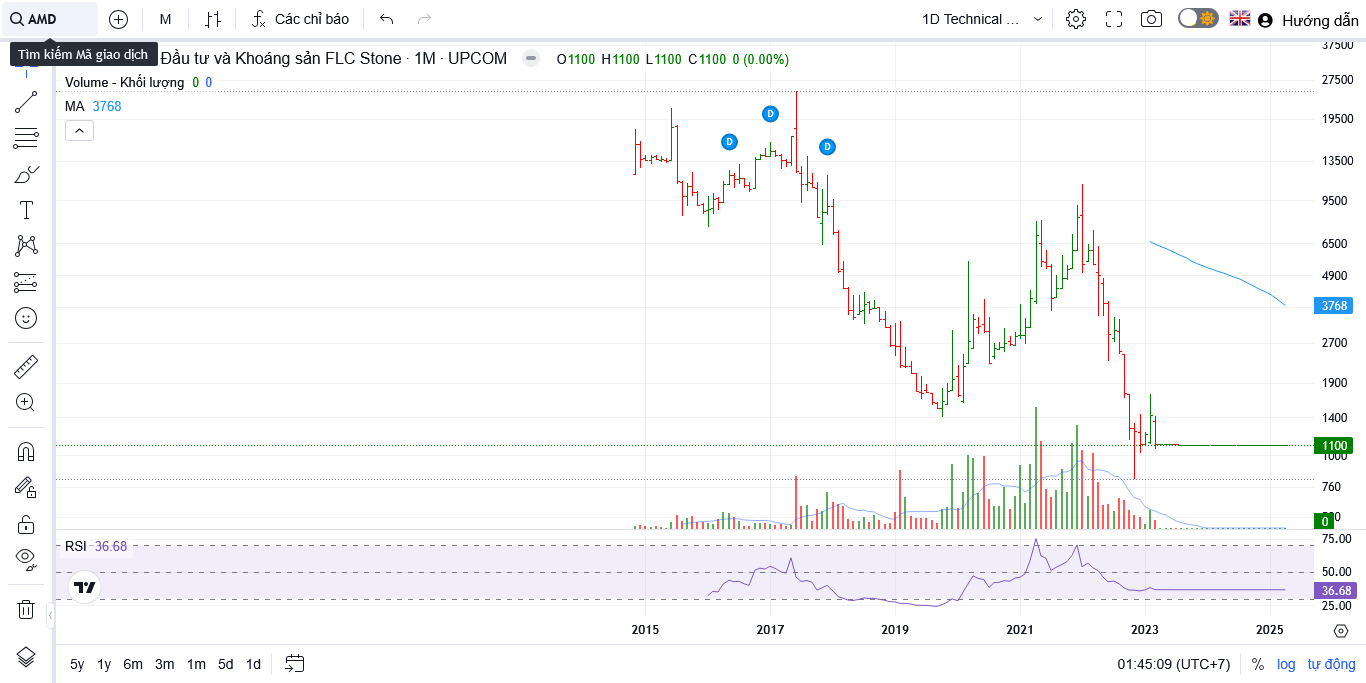 AMD M Các chỉ báo 1D Technical ... Hướng dẫn
Tìm kiếm Mã giao dịch Đầu tư và Khoáng sản FLC Stone · 1M · UPCOM O1100 H1100 L1100 C1100 0 (0.00%)
Volume - Khối lượng 0 0
MA 3768
D
D
D
37500
27500
19500
13500
9500
6500
4900
3768
2700
1900
1400
1100
1000
760
0
RSI 36.68
75.00
50.00
36.68
25.00
2015 2017 2019 2021 2023 2025
5y 1y 6m 3m 1m 5d 1d 01:45:09 (UTC+7) % log tự động